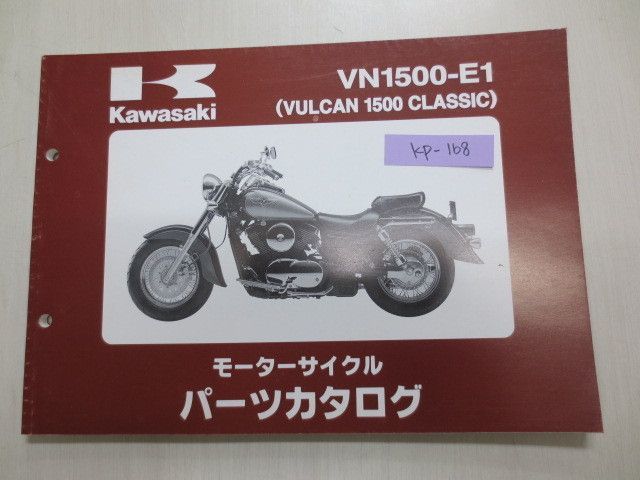 Kawasaki
VN1500-E1
(VULCAN 1500 CLASSIC)
KP-168
モーターサイクル
パーツカタログ